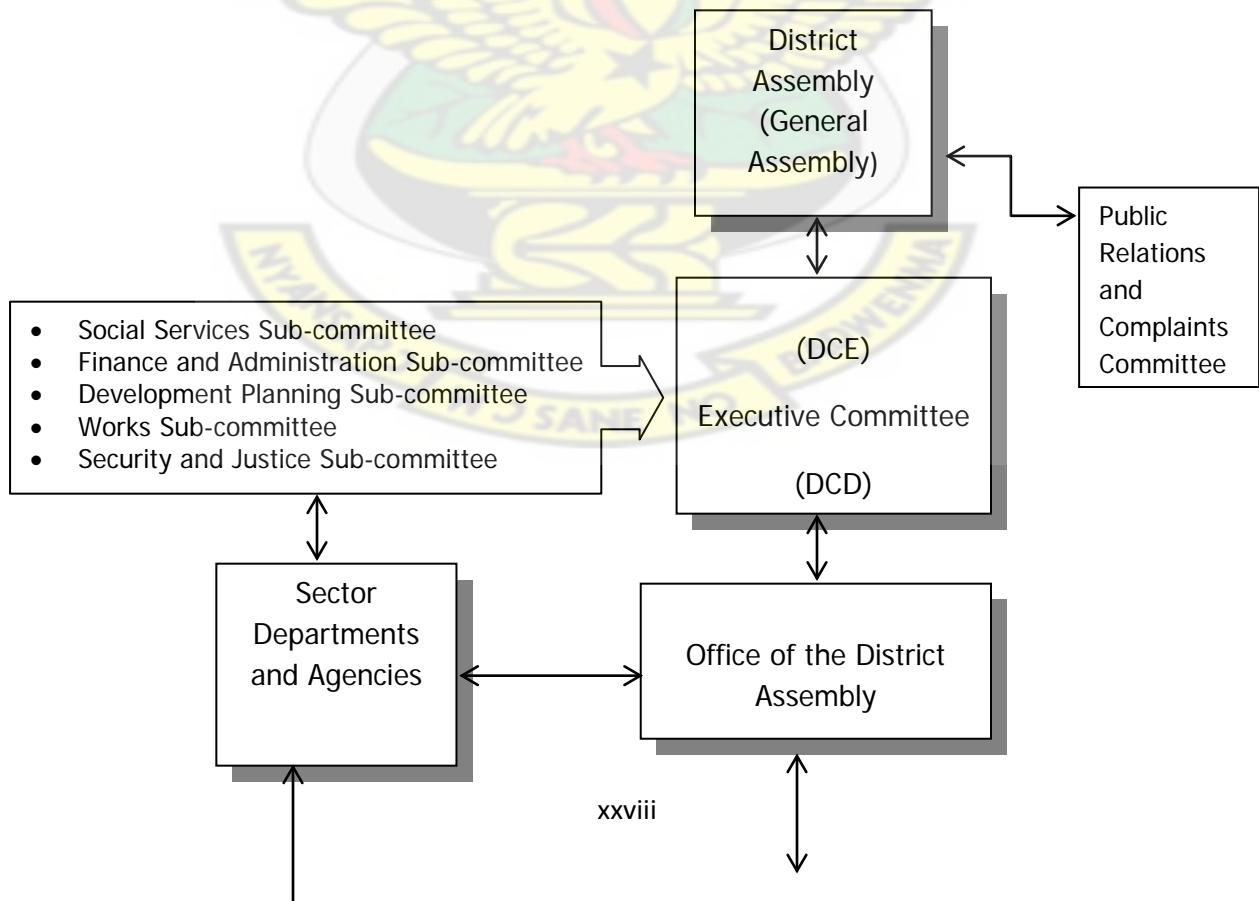 District
Assembly
(General
Assembly)
Public
Relations
and
Complaints
Committee
• Social Services Sub-committee
• Finance and Administration Sub-committee
• Development Planning Sub-committee
• Works Sub-committee
• Security and Justice Sub-committee
(DCE)
Executive Committee
(DCD)
Sector
Departments
and Agencies
Office of the District
Assembly
xxviii
SANE NO